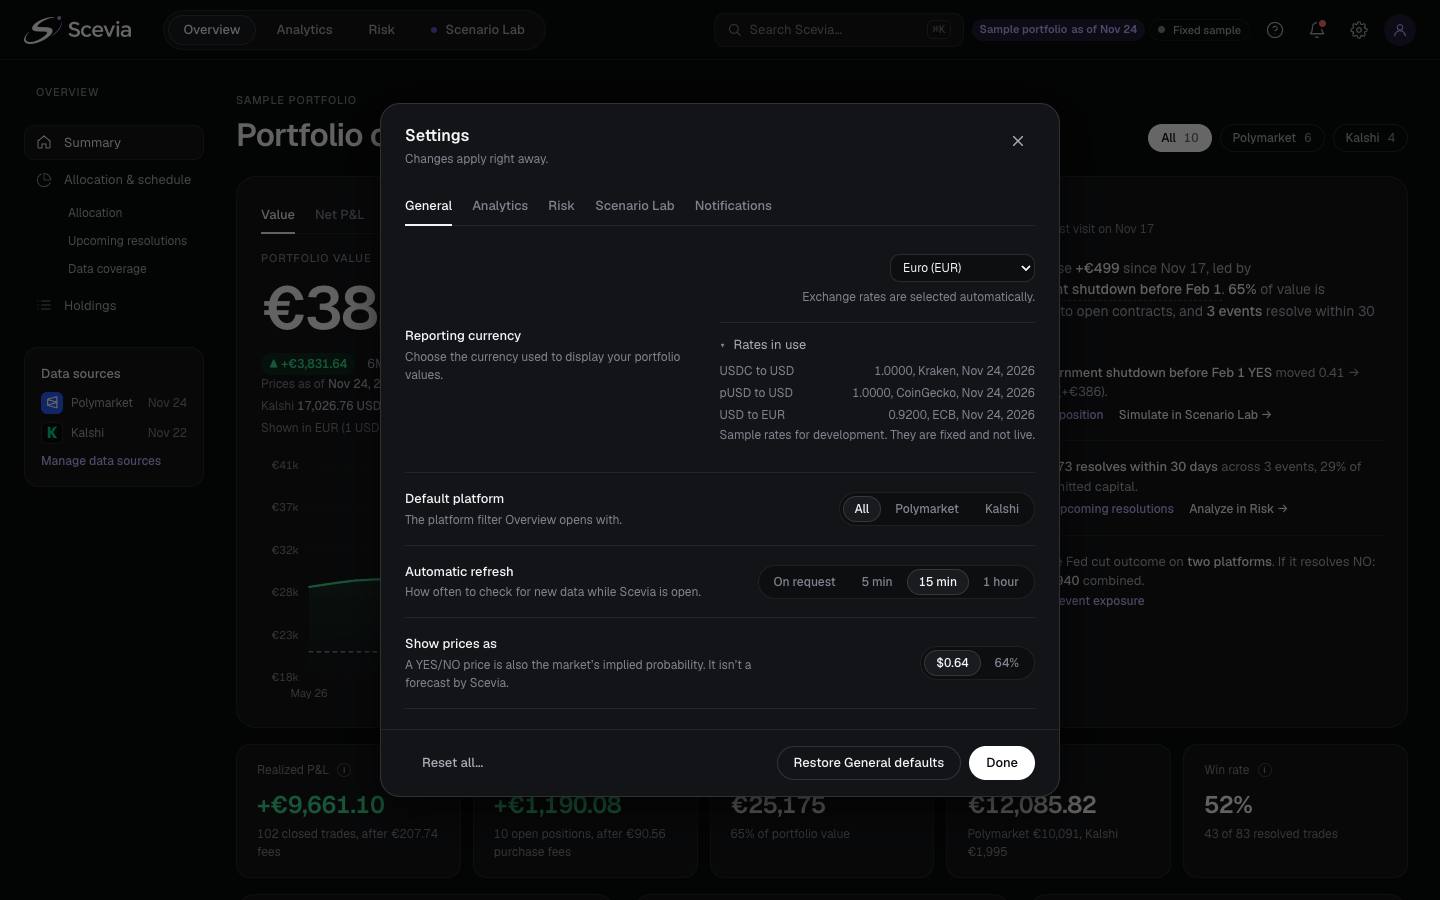 Scevia
Overview
Analytics
Risk
Scenario Lab
Search Scevia...
⌘K
Sample portfolio as of Nov 24
Fixed sample
OVERVIEW
Summary
Allocation & schedule
Allocation
Upcoming resolutions
Data coverage
Holdings
Data sources
Polymarket Nov 24
Kalshi Nov 22
Manage data sources
SAMPLE PORTFOLIO
Portfolio
All 10
Polymarket 6
Kalshi 4
Value
Net P&L
PORTFOLIO VALUE
€38
▲ +€3,831.64
Prices as of Nov 24, 2
Kalshi 17,026.76 USD
Shown in EUR (1 USD
€41k
€37k
€32k
€28k
€23k
€18k
May 26
Settings
Changes apply right away.
General
Analytics
Risk
Scenario Lab
Notifications
Euro (EUR)
Exchange rates are selected automatically.
Reporting currency
Choose the currency used to display your portfolio
values.
Rates in use
USDC to USD 1.0000, Kraken, Nov 24, 2026
pUSD to USD 1.0000, CoinGecko, Nov 24, 2026
USD to EUR 0.9200, ECB, Nov 24, 2026
Sample rates for development. They are fixed and not live.
Default platform
The platform filter Overview opens with.
All
Polymarket
Kalshi
Automatic refresh
How often to check for new data while Scevia is open.
On request
5 min
15 min
1 hour
Show prices as
A YES/NO price is also the market's implied probability. It isn't a
forecast by Scevia.
$0.64
64%
Reset all...
Restore General defaults
Done
st visit on Nov 17
se +€499 since Nov 17, led by
nt shutdown before Feb 1. 65% of value is
to open contracts, and 3 events resolve within 30
rnment shutdown before Feb 1 YES moved 0.41 →
(+€386).
position
Simulate in Scenario Lab →
73 resolves within 30 days across 3 events, 29% of
mitted capital.
pcoming resolutions
Analyze in Risk →
e Fed cut outcome on two platforms. If it resolves NO:
940 combined.
event exposure
Realized P&L
+€9,661.10
102 closed trades, after €207.74
fees
+€1,190.08
10 open positions, after €90.56
purchase fees
€25,175
65% of portfolio value
€12,085.82
Polymarket €10,091, Kalshi
€1,995
Win rate
52%
43 of 83 resolved trades